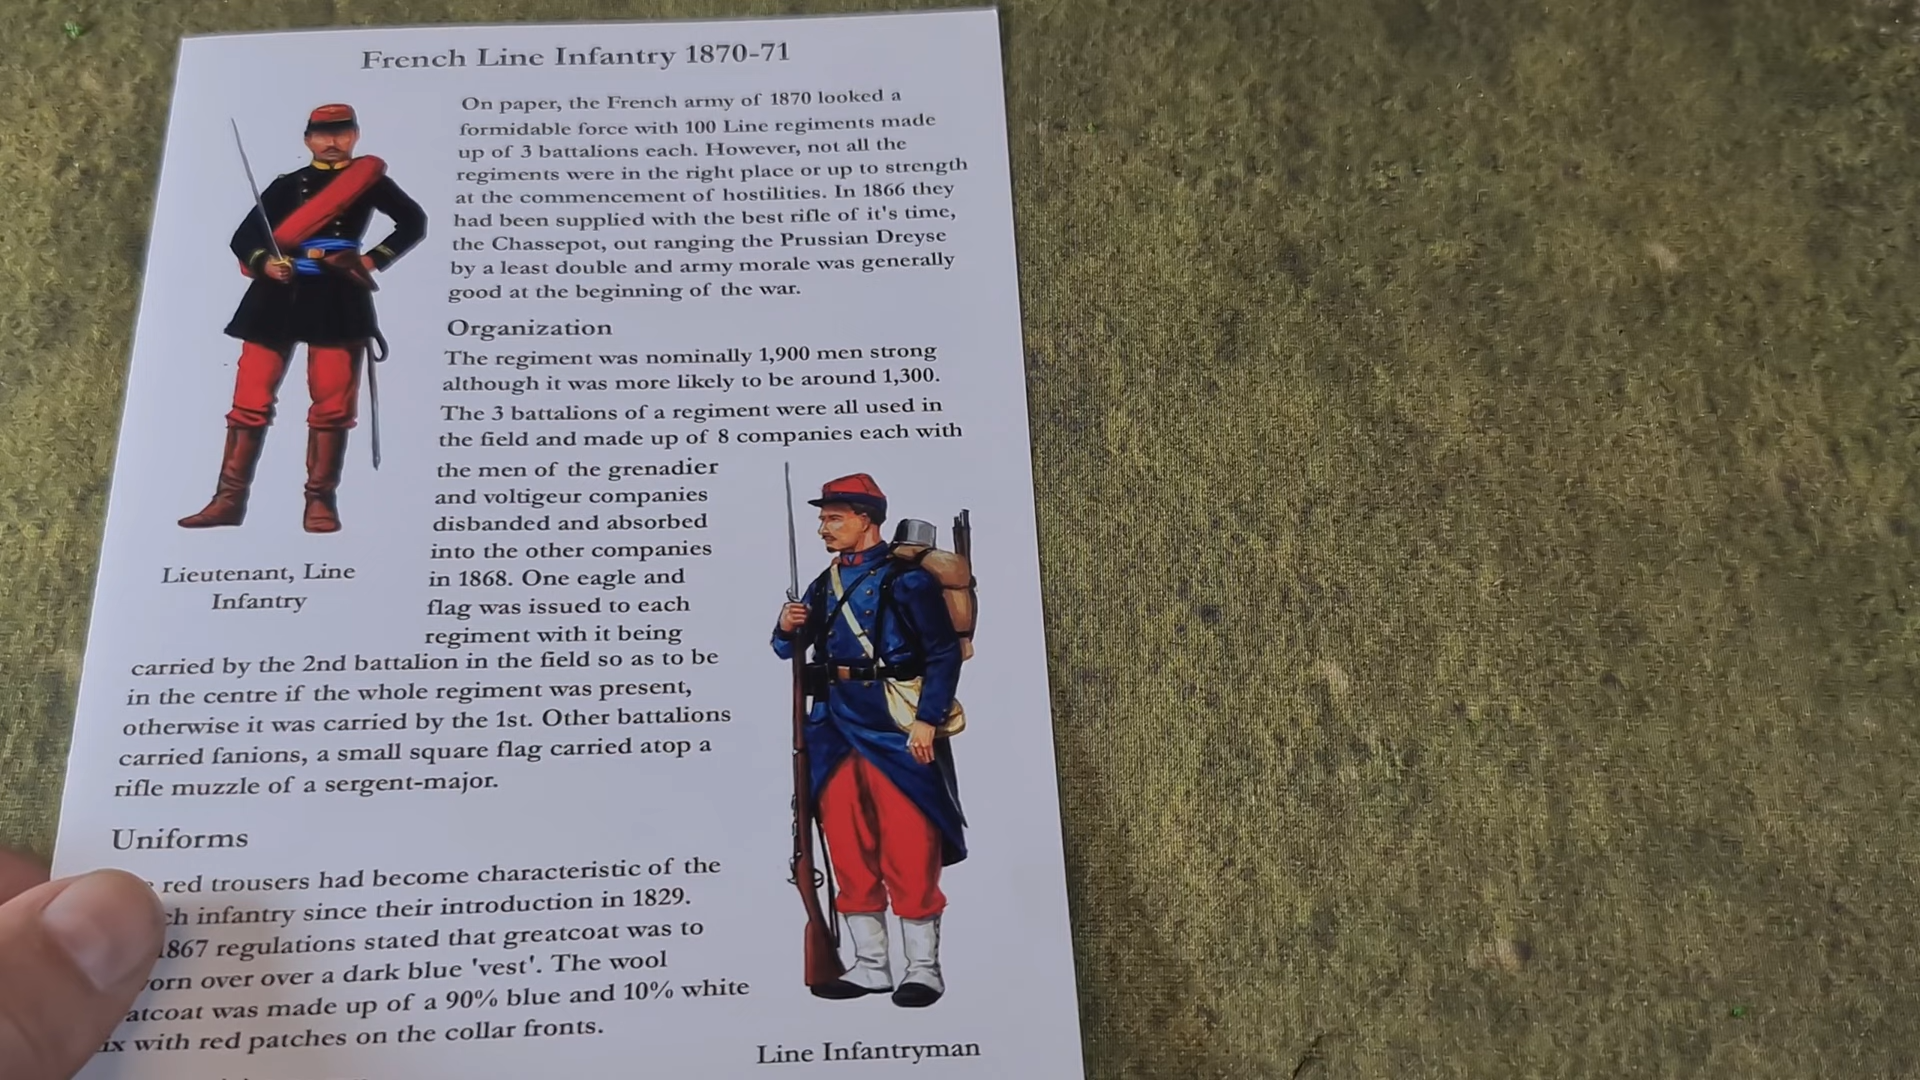 French Line Infantry 1870-71
On paper, the French army of 1870 looked a
formidable force with 100 Line regiments made
up of 3 battalions each. However, not all the
regiments were in the right place or up to strength
at the commencement of hostilities. In 1866 they
had been supplied with the best rifle of it's time,
the Chassepot, out ranging the Prussian Dreyse
by a least double and army morale was generally
good at the beginning of the war.
Organization
The regiment was nominally 1,900 men strong
although it was more likely to be around 1,300.
The 3 battalions of a regiment were all used in
the field and made up of 8 companies each with
the men of the grenadier
and voltigeur companies
disbanded and absorbed
into the other companies
in 1868. One eagle and
flag was issued to each
regiment with it being
carried by the 2nd battalion in the field so as to be
in the centre if the whole regiment was present,
otherwise it was carried by the 1st. Other battalions
carried fanions, a small square flag carried atop a
rifle muzzle of a sergent-major.
Lieutenant, Line
Infantry
Uniforms
red trousers had become characteristic of the
infantry since their introduction in 1829.
1867 regulations stated that greatcoat was to
over over a dark blue 'vest'. The wool
was made up of a 90% blue and 10% white
with red patches on the collar fronts.
Line Infantryman